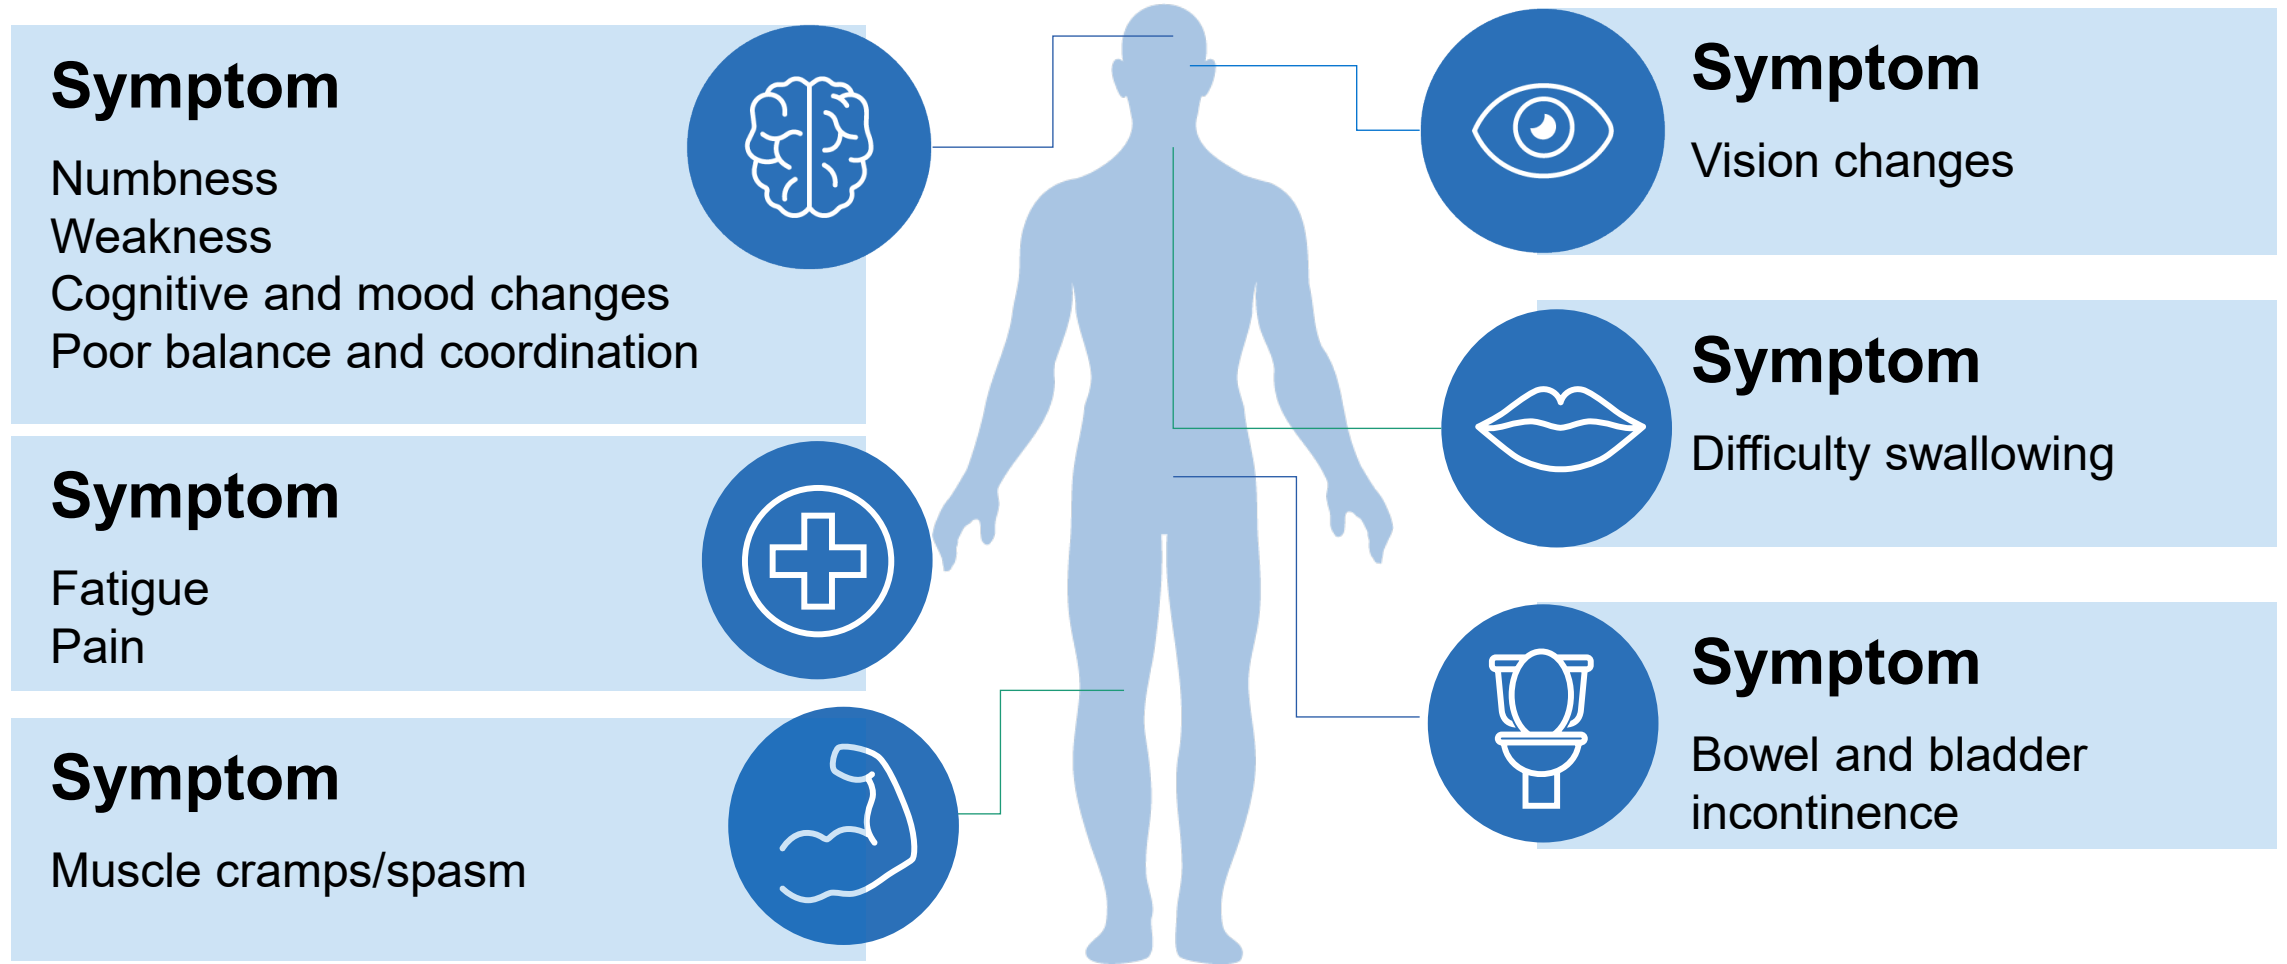 Symptom
Numbness
Weakness
Cognitive and mood changes
Poor balance and coordination
Symptom
Fatigue
Pain
Symptom
Muscle cramps/spasm
Symptom
Vision changes
Symptom
Difficulty swallowing
Symptom
Bowel and bladder
incontinence